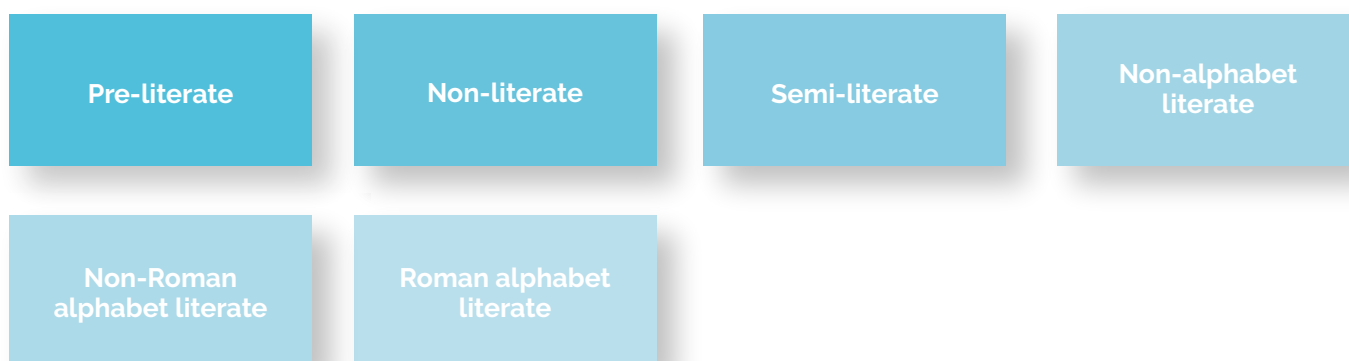 Pre-literate
Non-literate
Semi-literate
Non-alphabet
literate
Non-Roman
alphabet literate
Roman alphabet
literate